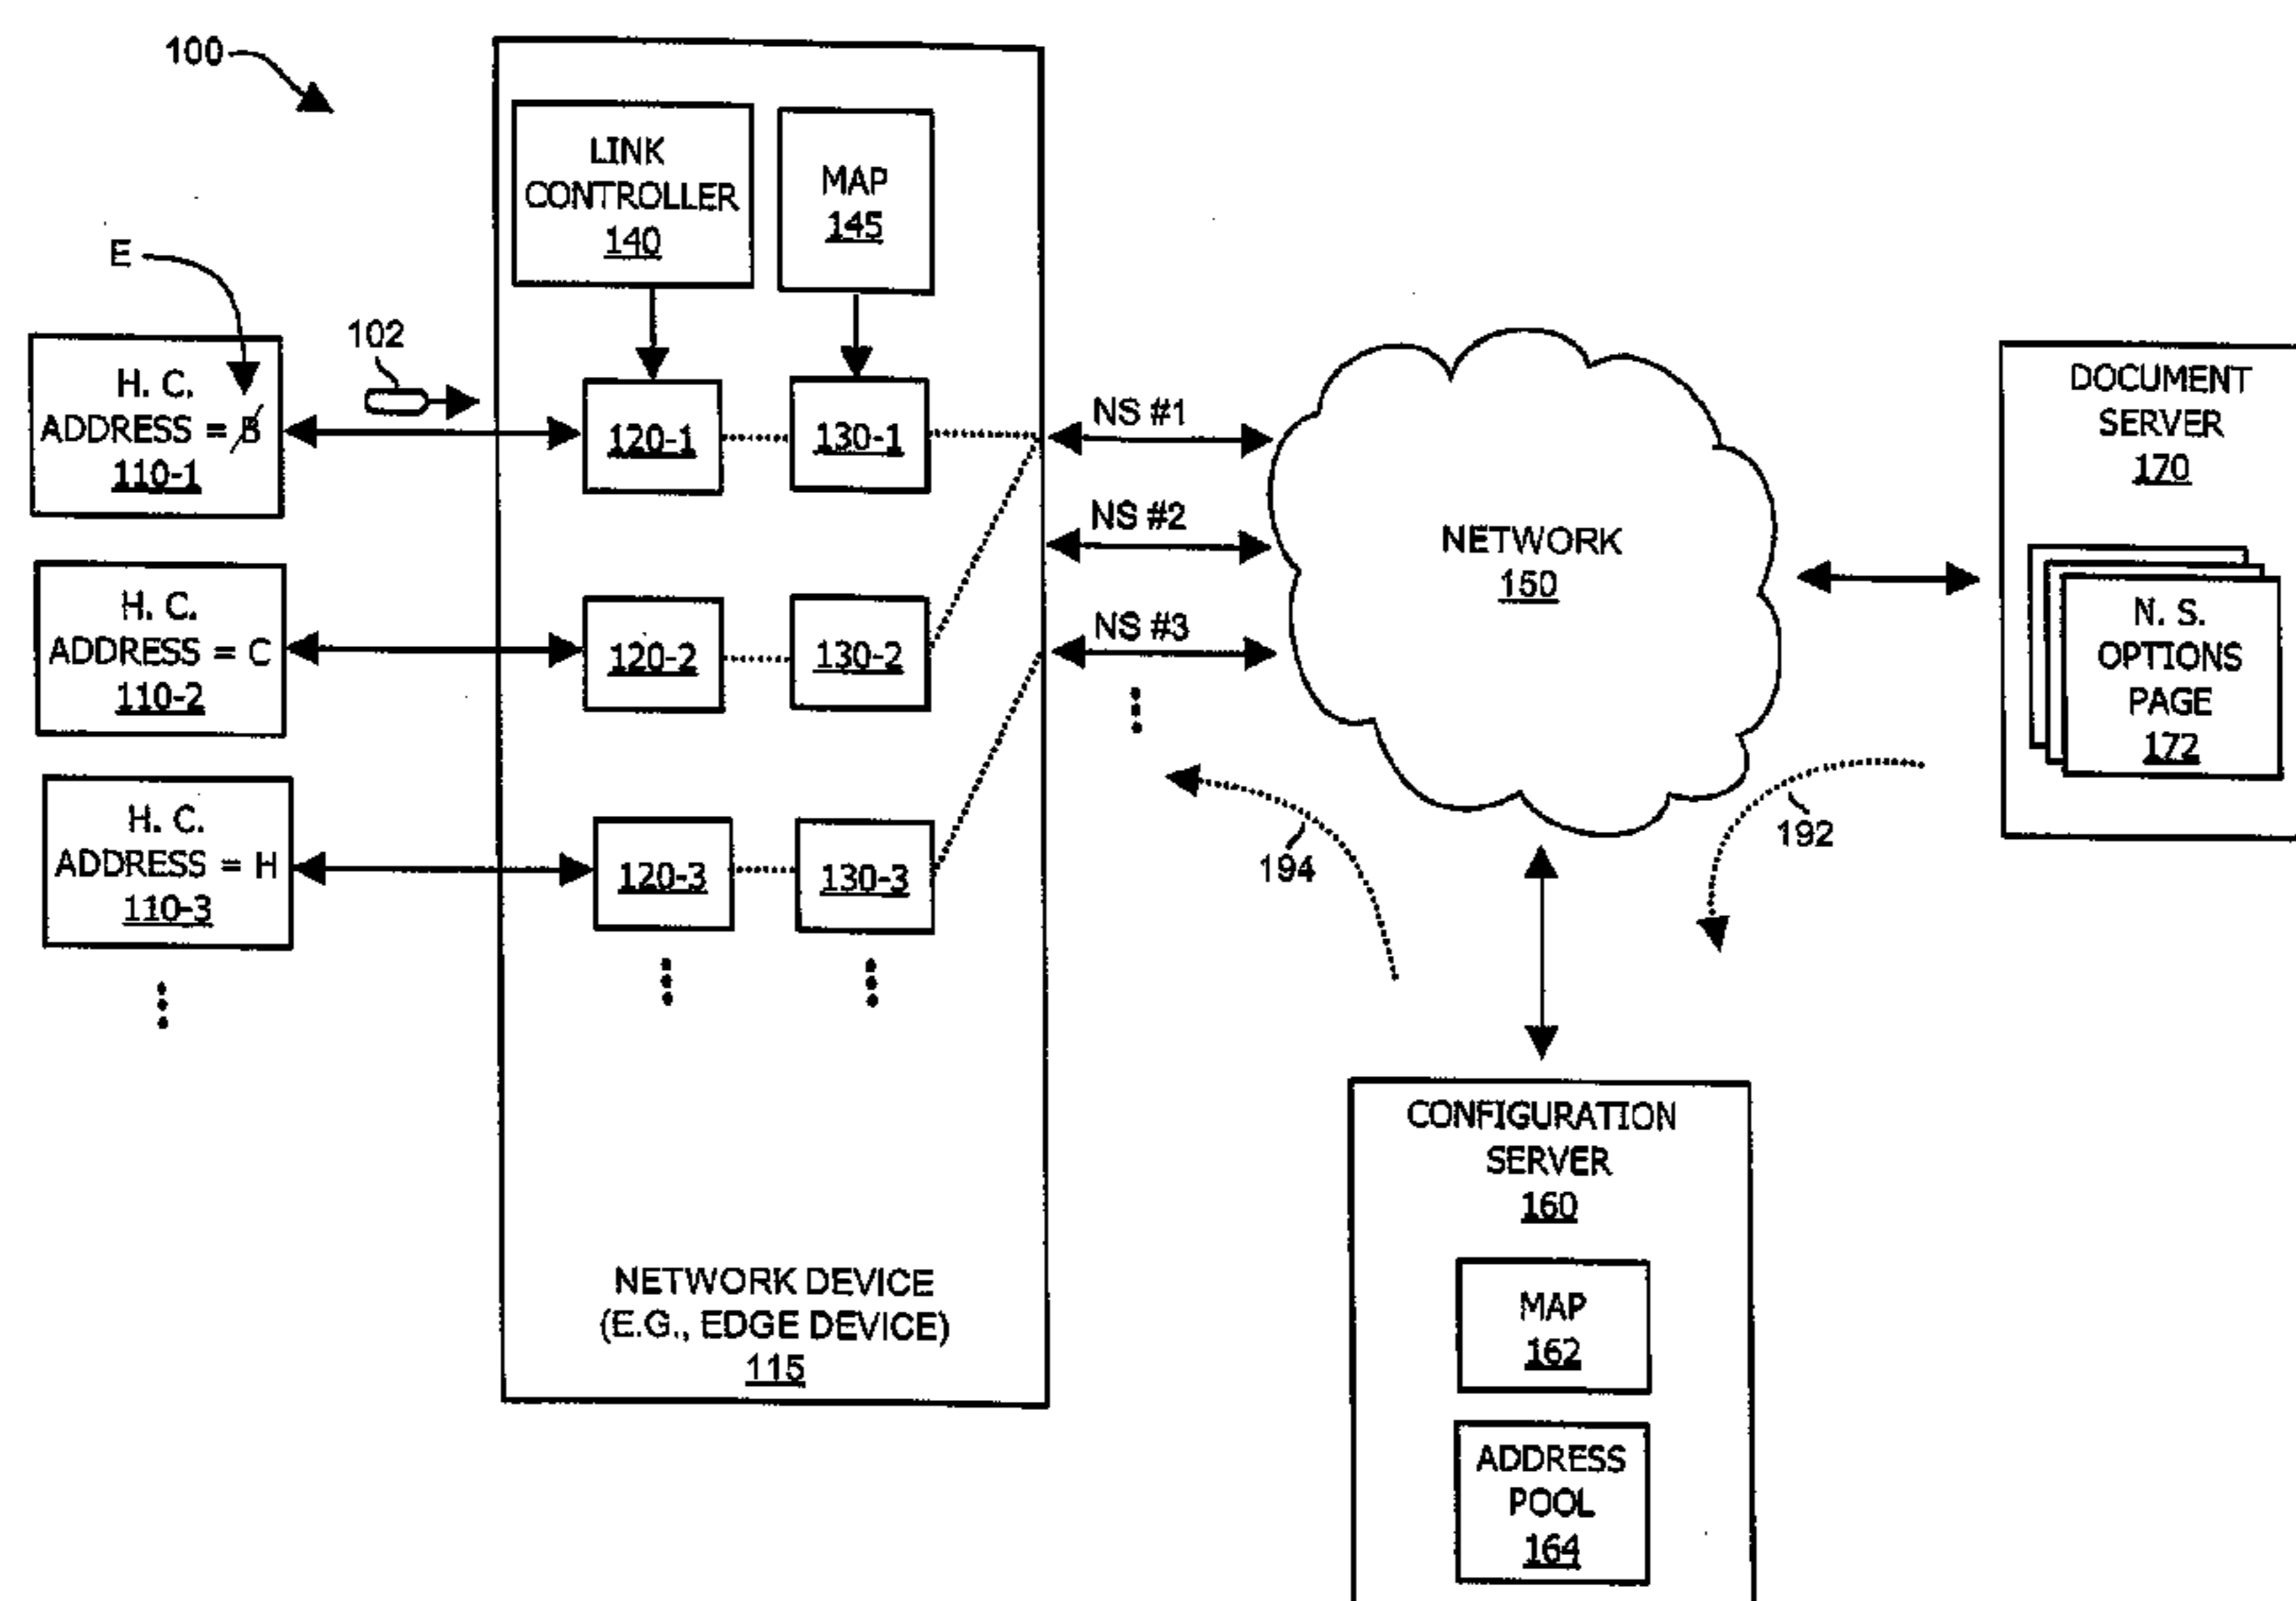 100
E
102
H. C.
ADDRESS = B
110-1
H. C.
ADDRESS = C
110-2
H. C.
ADDRESS = H
110-3
LINK
CONTROLLER
140
MAP
145
120-1
130-1
120-2
130-2
120-3
130-3
NETWORK DEVICE
(E.G., EDGE DEVICE)
115
NS #1
NS #2
NS #3
NETWORK
150
194
192
DOCUMENT
SERVER
170
N. S.
OPTIONS
PAGE
172
CONFIGURATION
SERVER
160
MAP
162
ADDRESS
POOL
164